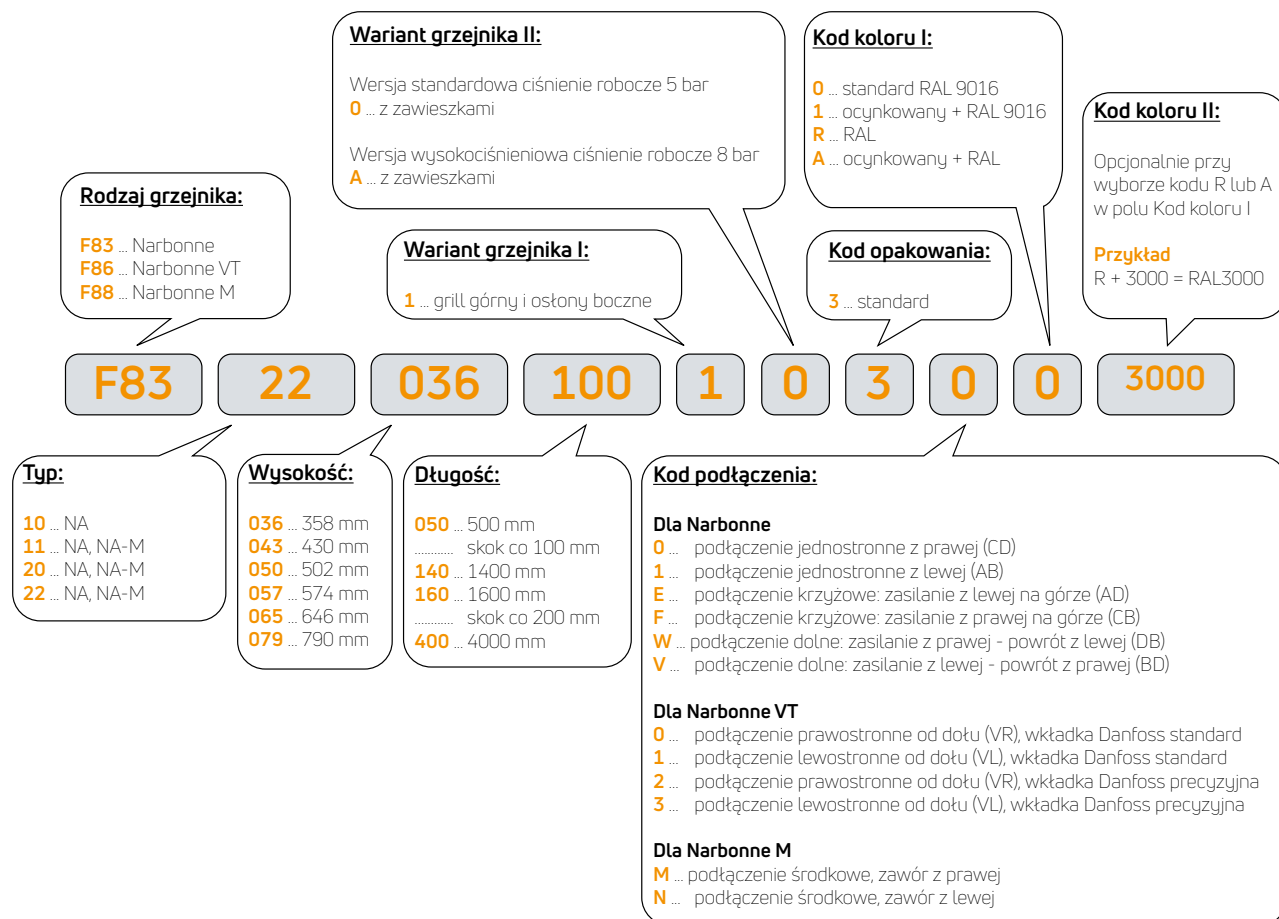 Wariant grzejnika II:
Wersja standardowa ciśnienie robocze 5 bar
0 ... z zawieszkami
Wersja wysokociśnieniowa ciśnienie robocze 8 bar
A ... z zawieszkami
Kod koloru I:
0 ... standard RAL 9016
1 ... ocynkowany + RAL 9016
R ... RAL
A ... ocynkowany + RAL
Kod koloru II:
Opcjonalnie przy
wyborze kodu R lub A
w polu Kod koloru I
Przykład
R + 3000 = RAL3000
Rodzaj grzejnika:
F83 ... Narbonne
F86 ... Narbonne VT
F88 ... Narbonne M
Wariant grzejnika I:
1 ... grill górny i osłony boczne
Kod opakowania:
3 ... standard
F83 22 036 100 1 0 3 0 0 3000
Typ:
10 ... NA
11 ... NA, NA-M
20 ... NA, NA-M
22 ... NA, NA-M
Wysokość:
036 ... 358 mm
043 ... 430 mm
050 ... 502 mm
057 ... 574 mm
065 ... 646 mm
079 ... 790 mm
Długość:
050 ... 500 mm
............ skok co 100 mm
140 ... 1400 mm
160 ... 1600 mm
............ skok co 200 mm
400 ... 4000 mm
Kod podłączenia:
Dla Narbonne
0 ... podłączenie jednostronne z prawej (CD)
1 ... podłączenie jednostronne z lewej (AB)
E ... podłączenie krzyżowe: zasilanie z lewej na górze (AD)
F ... podłączenie krzyżowe: zasilanie z prawej na górze (CB)
W ... podłączenie dolne: zasilanie z prawej - powrót z lewej (DB)
V ... podłączenie dolne: zasilanie z lewej - powrót z prawej (BD)
Dla Narbonne VT
0 ... podłączenie prawostronne od dołu (VR), wkładka Danfoss standard
1 ... podłączenie lewostronne od dołu (VL), wkładka Danfoss standard
2 ... podłączenie prawostronne od dołu (VR), wkładka Danfoss precyzyjna
3 ... podłączenie lewostronne od dołu (VL), wkładka Danfoss precyzyjna
Dla Narbonne M
M ... podłączenie środkowe, zawór z prawej
N ... podłączenie środkowe, zawór z lewej